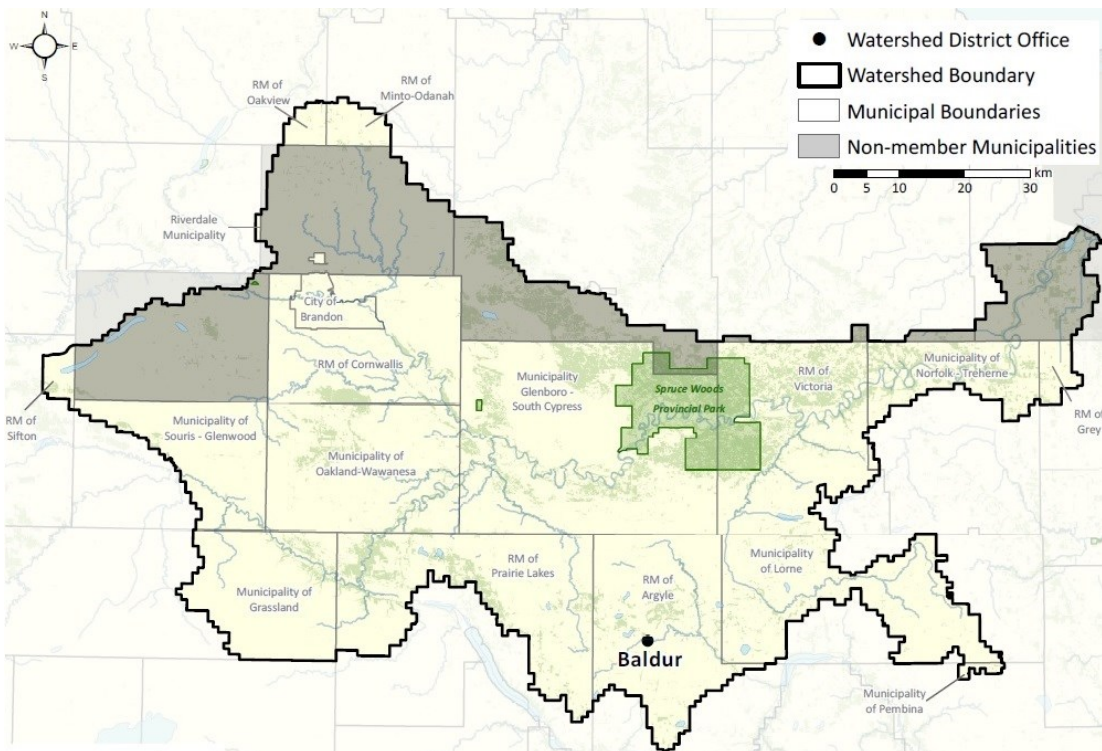 N
W
E
S
Watershed District Office
Watershed Boundary
Municipal Boundaries
Non-member Municipalities
km
0 5 10 20 30
RM of
Oakview
RM of
Minto-Odanah
Riverdale
Municipality
City of
Brandon
RM of Cornwallis
RM of
Sifton
Municipality of
Souris - Glenwood
Municipality of
Oakland-Wawanesa
Municipality
Glenboro -
South Cypress
Spruce Woods
Provincial Park
RM of
Victoria
Municipality of
Norfolk - Treherne
RM of
Grey
Municipality of
Grassland
RM of
Prairie Lakes
RM of
Argyle
Municipality
of Lorne
Baldur
Municipality
of Pembina